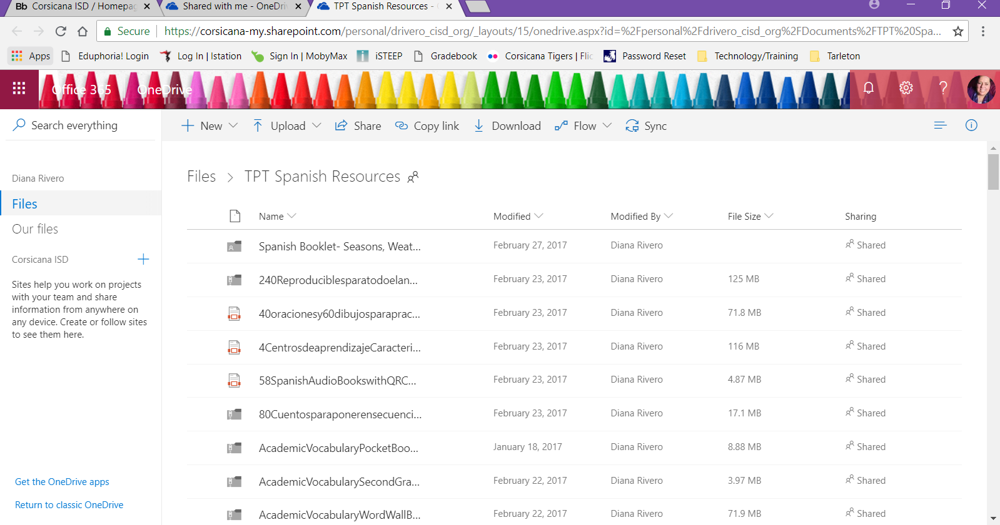 Bb Corsicana ISD / Homepag
Shared with me - OneDriv
TPT Spanish Resources -
Secure
https://corsicana-my.sharepoint.com/personal/drivero_cisd_org/_layouts/15/onedrive.aspx?id=%2Fpersonal%2Fdrivero_cisd_org%2FDocuments%2FTPT%20Spa...
Apps
Eduphoria! Login
Log In | Istation
Sign In | MobyMax
iSTEEP
Gradebook
Corsicana Tigers | Flic
Password Reset
Technology/Training
Tarleton
Office 365
OneDrive
Search everything
New
Upload
Share
Copy link
Download
Flow
Sync
Diana Rivero
Files
Our files
Corsicana ISD
Sites help you work on projects
with your team and share
information from anywhere on
any device. Create or follow sites
to see them here.
Get the OneDrive apps
Return to classic OneDrive
Files > TPT Spanish Resources
Name Modified Modified By File Size Sharing
Spanish Booklet- Seasons, Weat... February 27, 2017 Diana Rivero Shared
240Reproduciblesparatodoelan... February 23, 2017 Diana Rivero 125 MB Shared
40oracionesy60dibujosparaprac... February 23, 2017 Diana Rivero 71.8 MB Shared
4CentrosdeaprendizajeCaracteri... February 23, 2017 Diana Rivero 116 MB Shared
58SpanishAudioBookswithQRC... February 23, 2017 Diana Rivero 4.87 MB Shared
80Cuentosparaponerensecuenci... February 23, 2017 Diana Rivero 17.1 MB Shared
AcademicVocabularyPocketBoo... January 18, 2017 Diana Rivero 8.88 MB Shared
AcademicVocabularySecondGra... February 22, 2017 Diana Rivero 3.97 MB Shared
AcademicVocabularyWordWallB... February 22, 2017 Diana Rivero 71.9 MB Shared